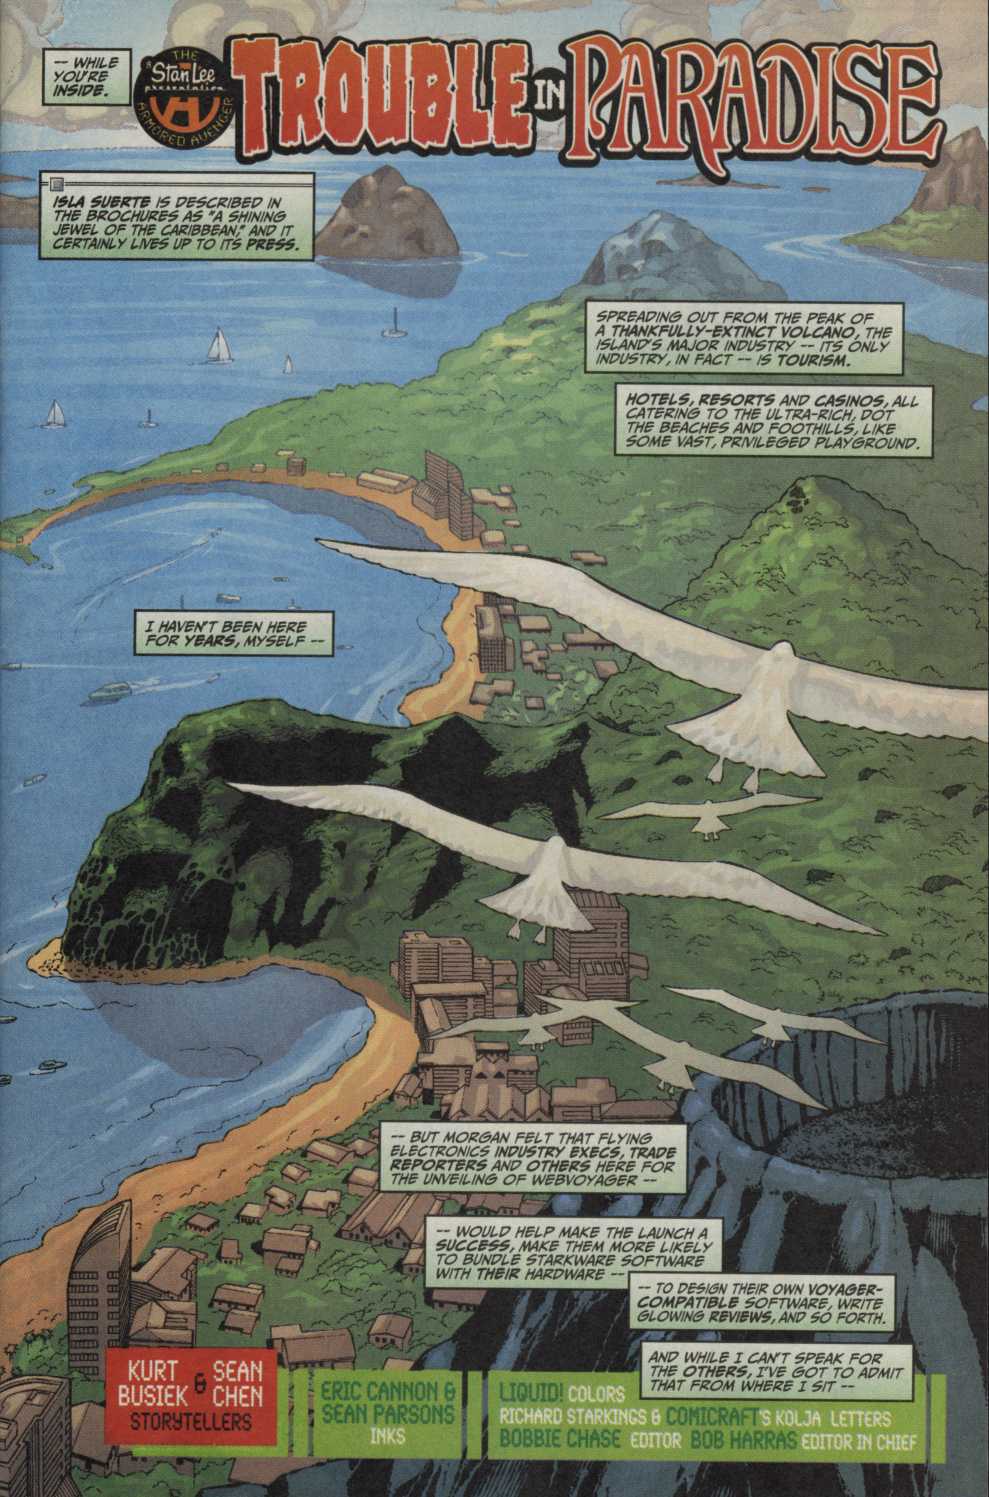 -- WHILE
YOU'RE
INSIDE.
THE
A Stan Lee
presentation
ARMORED AVENGER
TROUBLE IN PARADISE
ISLA SUERTE IS DESCRIBED IN
THE BROCHURES AS "A SHINING
JEWEL OF THE CARIBBEAN," AND IT
CERTAINLY LIVES UP TO ITS PRESS.
SPREADING OUT FROM THE PEAK OF
A THANKFULLY-EXTINCT VOLCANO, THE
ISLAND'S MAJOR INDUSTRY -- ITS ONLY
INDUSTRY, IN FACT -- IS TOURISM.
HOTELS, RESORTS AND CASINOS, ALL
CATERING TO THE ULTRA-RICH, DOT
THE BEACHES AND FOOTHILLS, LIKE
SOME VAST, PRIVILEGED PLAYGROUND.
I HAVEN'T BEEN HERE
FOR YEARS, MYSELF --
-- BUT MORGAN FELT THAT FLYING
ELECTRONICS INDUSTRY EXECS, TRADE
REPORTERS AND OTHERS HERE FOR
THE UNVEILING OF WEBVOYAGER --
-- WOULD HELP MAKE THE LAUNCH A
SUCCESS, MAKE THEM MORE LIKELY
TO BUNDLE STARKWARE SOFTWARE
WITH THEIR HARDWARE --
-- TO DESIGN THEIR OWN VOYAGER-
COMPATIBLE SOFTWARE, WRITE
GLOWING REVIEWS, AND SO FORTH.
AND WHILE I CAN'T SPEAK FOR
THE OTHERS, I'VE GOT TO ADMIT
THAT FROM WHERE I SIT --
KURT BUSIEK & SEAN CHEN
STORYTELLERS
ERIC CANNON &
SEAN PARSONS
INKS
LIQUID! COLORS
RICHARD STARKINGS & COMICRAFT'S KOLJA LETTERS
BOBBIE CHASE EDITOR BOB HARRAS EDITOR IN CHIEF